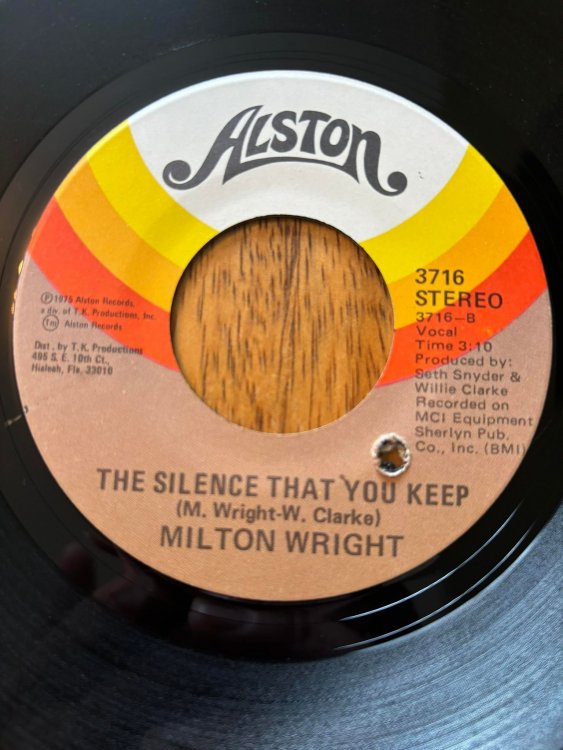 ALSTON
3716
STEREO
3716-B
Vocal
Time 3:10
Produced by:
Seth Snyder &
Willie Clarke
Recorded on
MCI Equipment
Sherlyn Pub.
Co., Inc. (BMI)
Ⓟ1975 Alston Records,
a div. of T.K. Productions, Inc.
Tm Alston Records
Dist. by T.K. Productions
495 S.E. 10th Ct.,
Hialeah, Fla. 33010
THE SILENCE THAT YOU KEEP
(M. Wright-W. Clarke)
MILTON WRIGHT